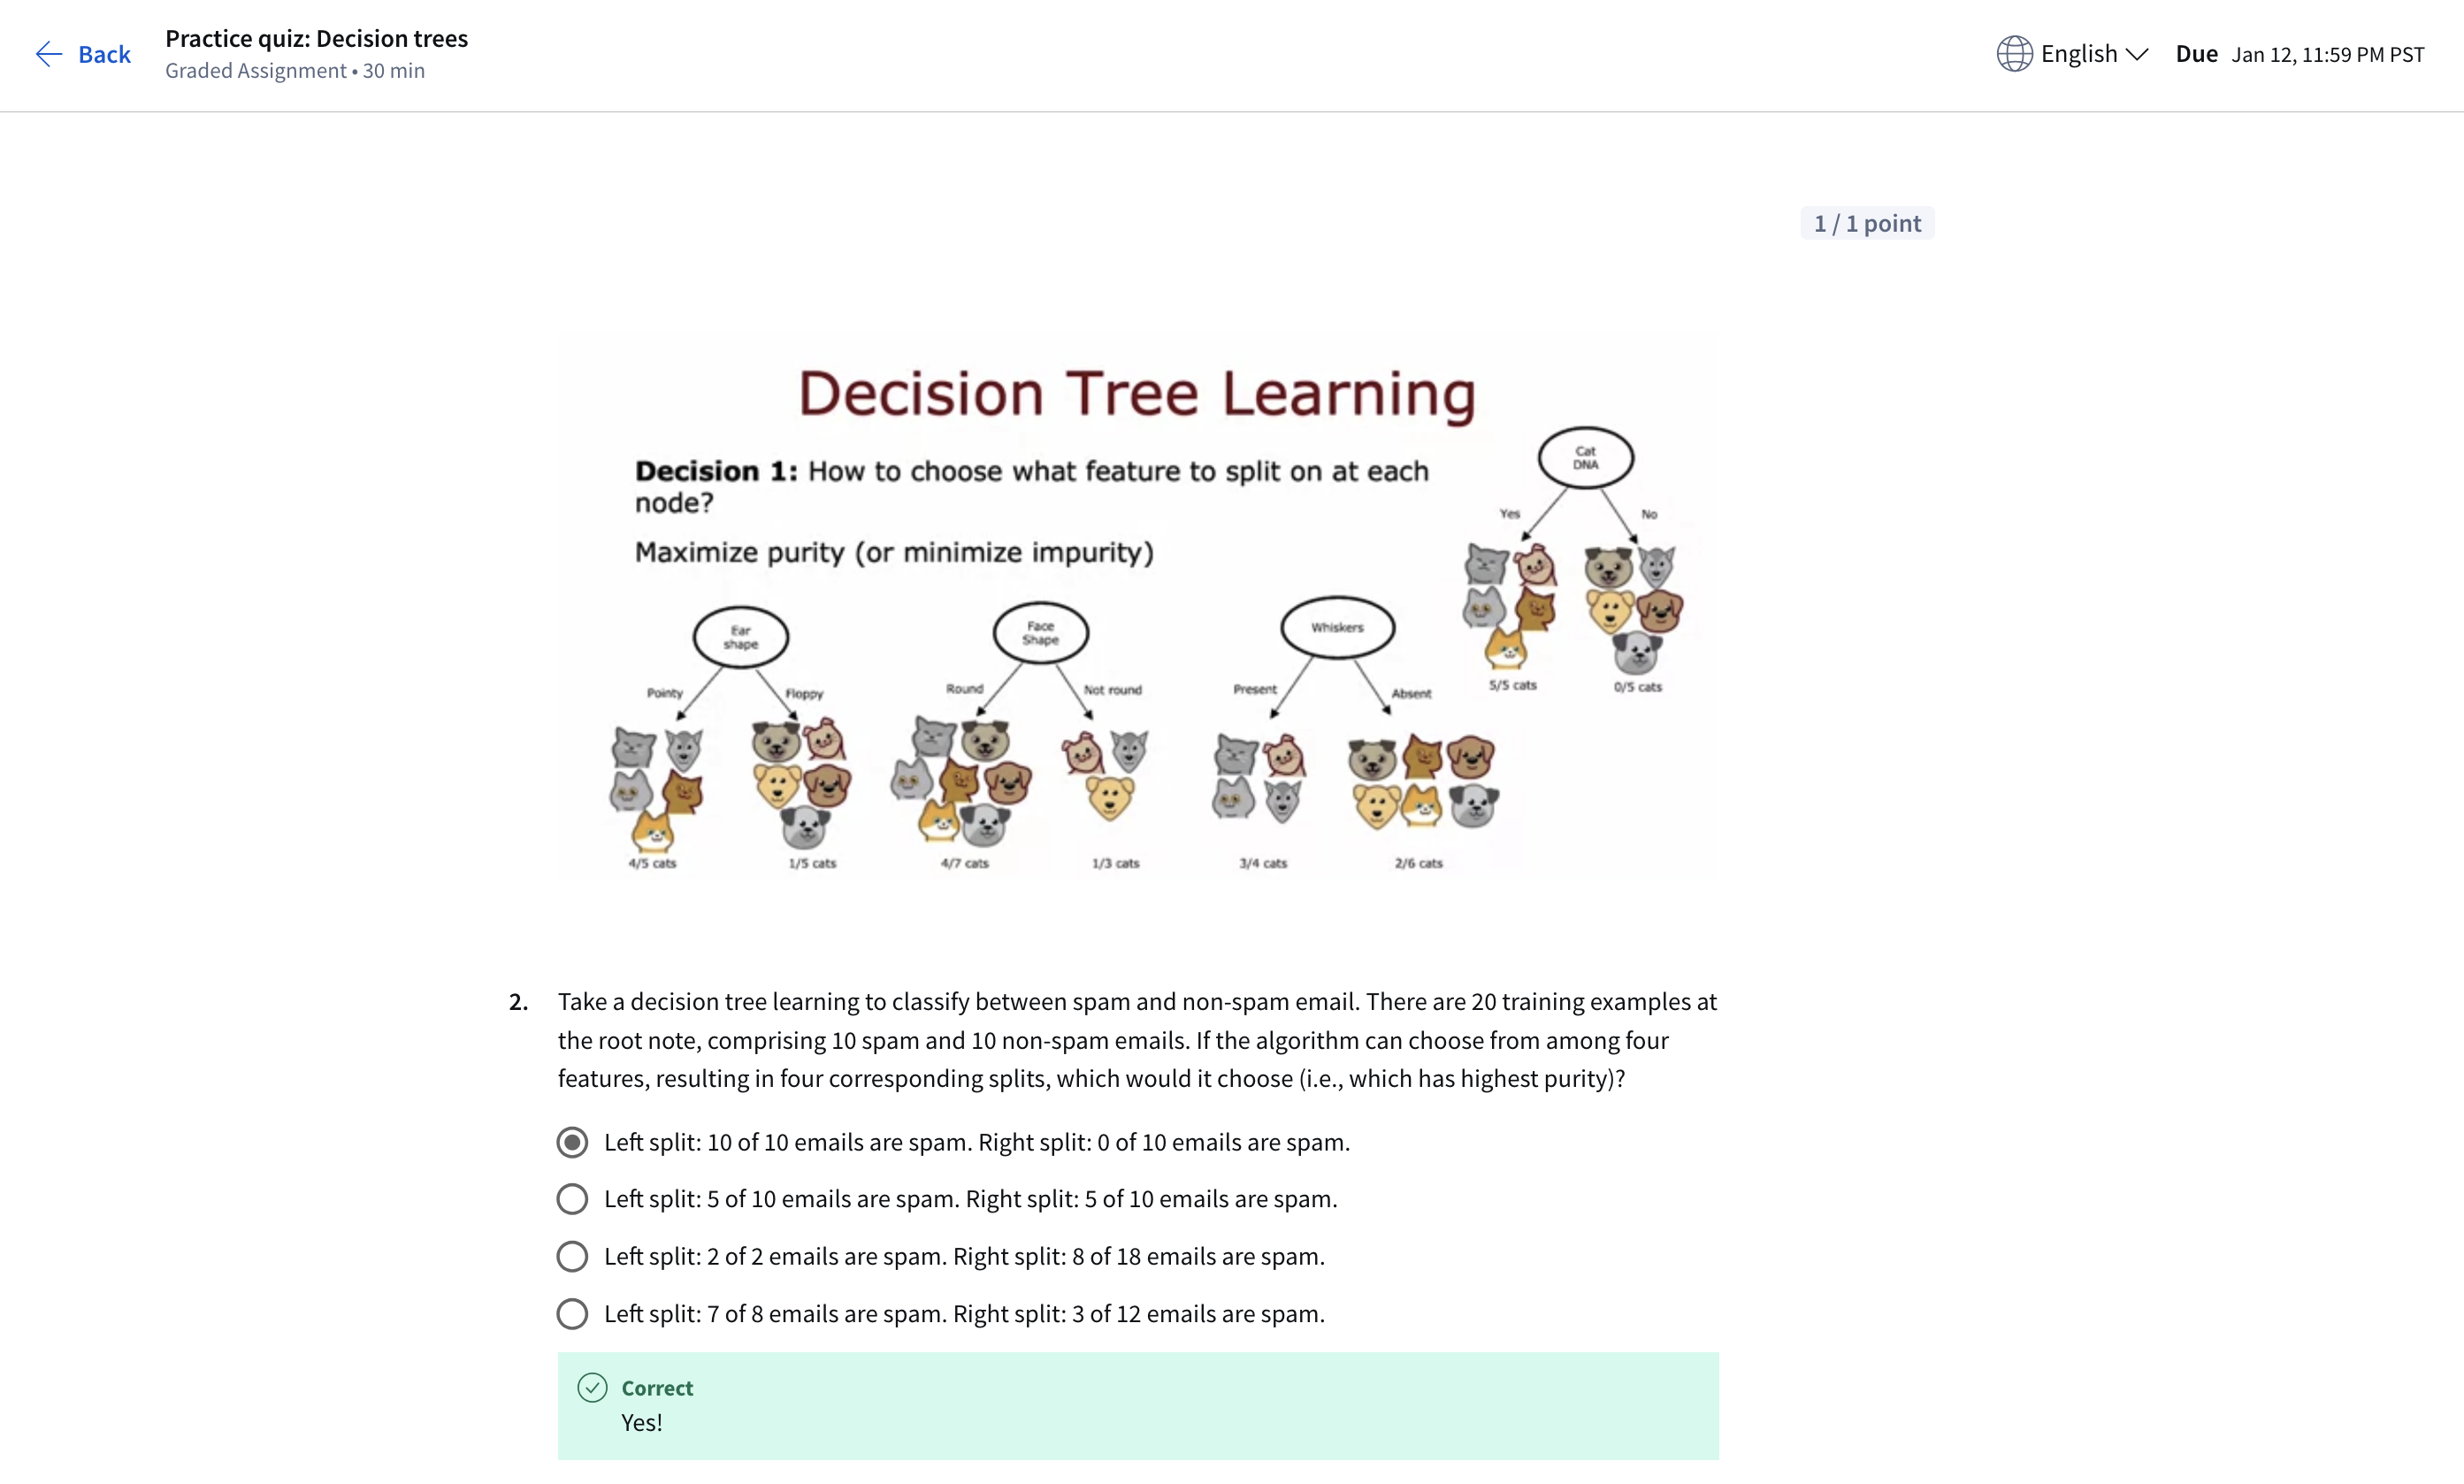 Back
Practice quiz: Decision trees
Graded Assignment • 30 min
English
Due Jan 12, 11:59 PM PST
1 / 1 point
Decision Tree Learning
Decision 1: How to choose what feature to split on at each
node?
Maximize purity (or minimize impurity)
Cat
DNA
Yes
No
5/5 cats
0/5 cats
Ear
shape
Pointy
Floppy
4/5 cats
1/5 cats
Face
Shape
Round
Not round
4/7 cats
1/3 cats
Whiskers
Present
Absent
3/4 cats
2/6 cats
2. Take a decision tree learning to classify between spam and non-spam email. There are 20 training examples at
the root note, comprising 10 spam and 10 non-spam emails. If the algorithm can choose from among four
features, resulting in four corresponding splits, which would it choose (i.e., which has highest purity)?
Left split: 10 of 10 emails are spam. Right split: 0 of 10 emails are spam.
Left split: 5 of 10 emails are spam. Right split: 5 of 10 emails are spam.
Left split: 2 of 2 emails are spam. Right split: 8 of 18 emails are spam.
Left split: 7 of 8 emails are spam. Right split: 3 of 12 emails are spam.
Correct
Yes!